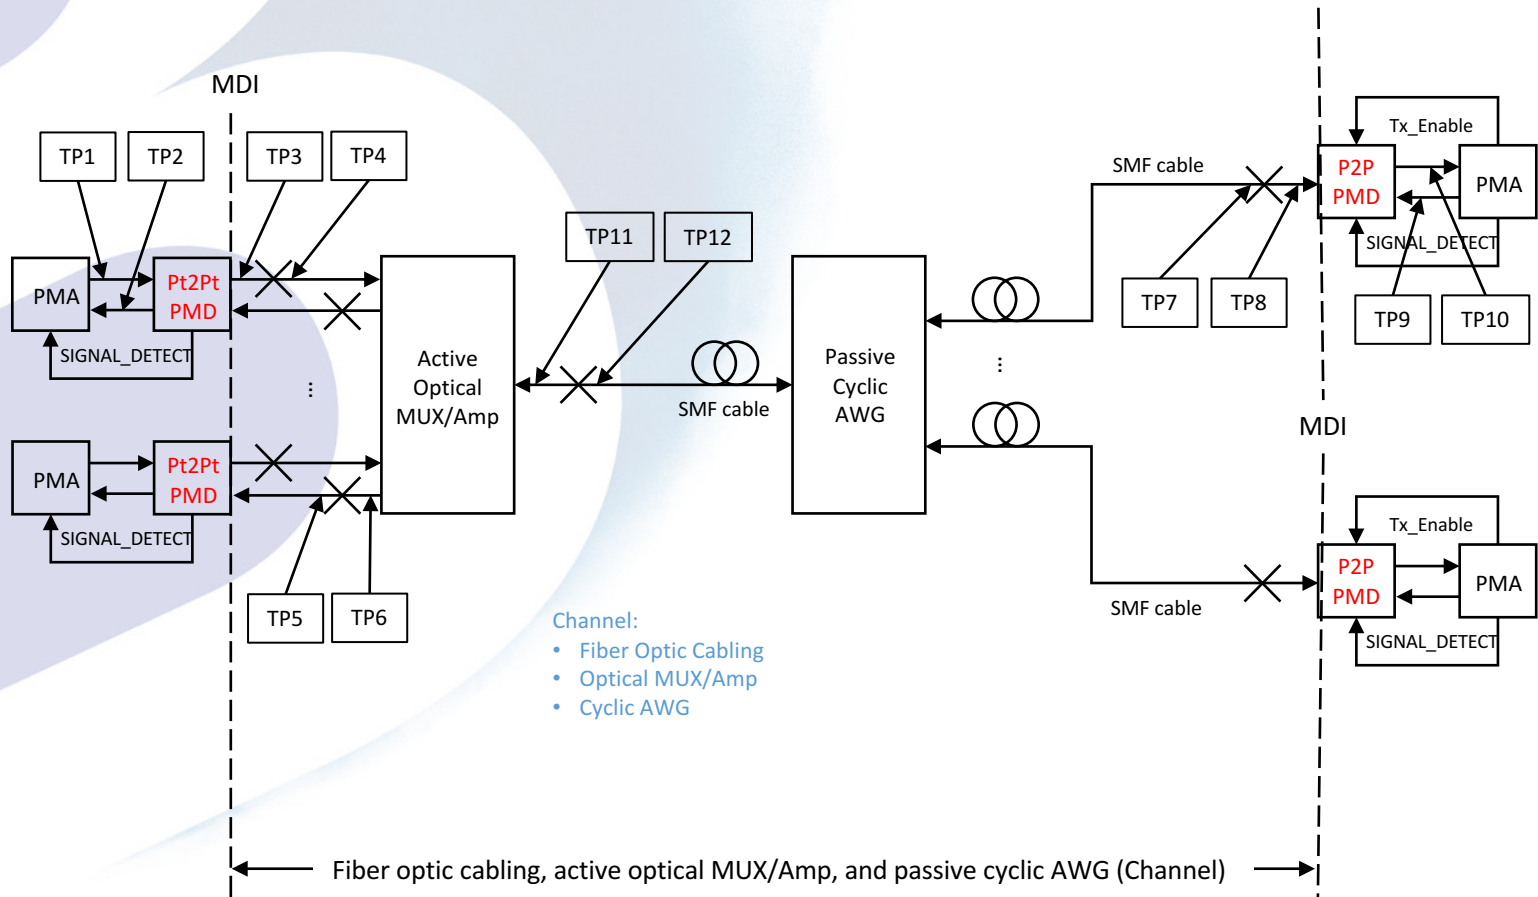 MDI
TP1
TP2
TP3
TP4
PMA
Pt2Pt
PMD
SIGNAL_DETECT
...
PMA
Pt2Pt
PMD
SIGNAL_DETECT
TP5
TP6
Active
Optical
MUX/Amp
TP11
TP12
SMF cable
Passive
Cyclic
AWG
...
SMF cable
TP7
TP8
Tx_Enable
P2P
PMD
PMA
SIGNAL_DETECT
TP9
TP10
MDI
SMF cable
Tx_Enable
P2P
PMD
PMA
SIGNAL_DETECT
Channel:
• Fiber Optic Cabling
• Optical MUX/Amp
• Cyclic AWG
Fiber optic cabling, active optical MUX/Amp, and passive cyclic AWG (Channel)